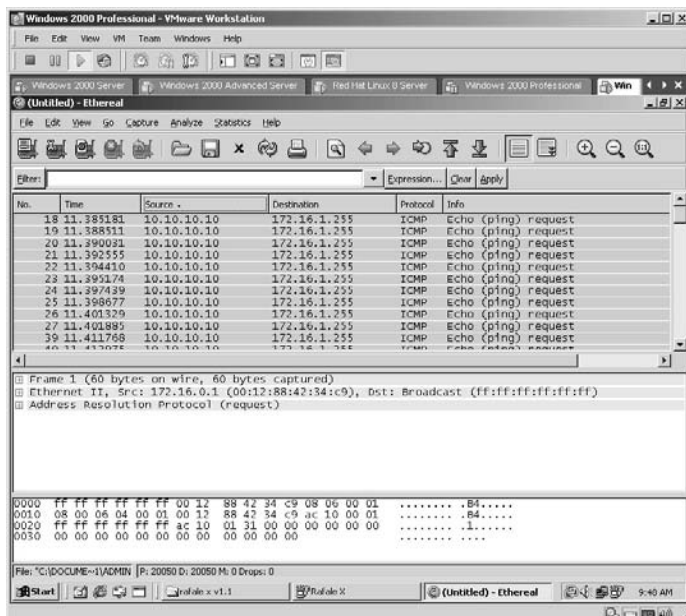 Windows 2000 Professional - VMware Workstation
File Edit View VM Team Windows Help
Windows 2000 Server Windows 2000 Advanced Server Red Hat Linux 8 Server Windows 2000 Professional Win
(Untitled) - Ethereal
File Edit View Go Capture Analyze Statistics Help
Filter: Expression... Clear Apply
No. Time Source Destination Protocol Info
18 11.385181 10.10.10.10 172.16.1.255 ICMP Echo (ping) request
19 11.388511 10.10.10.10 172.16.1.255 ICMP Echo (ping) request
20 11.390031 10.10.10.10 172.16.1.255 ICMP Echo (ping) request
21 11.392555 10.10.10.10 172.16.1.255 ICMP Echo (ping) request
22 11.394410 10.10.10.10 172.16.1.255 ICMP Echo (ping) request
23 11.395174 10.10.10.10 172.16.1.255 ICMP Echo (ping) request
24 11.397439 10.10.10.10 172.16.1.255 ICMP Echo (ping) request
25 11.398677 10.10.10.10 172.16.1.255 ICMP Echo (ping) request
26 11.401329 10.10.10.10 172.16.1.255 ICMP Echo (ping) request
27 11.401885 10.10.10.10 172.16.1.255 ICMP Echo (ping) request
39 11.411768 10.10.10.10 172.16.1.255 ICMP Echo (ping) request
Frame 1 (60 bytes on wire, 60 bytes captured)
Ethernet II, Src: 172.16.0.1 (00:12:88:42:34:c9), Dst: Broadcast (ff:ff:ff:ff:ff:ff)
Address Resolution Protocol (request)
0000 ff ff ff ff ff ff 00 12 88 42 34 c9 08 06 00 01 ........ .B4.....
0010 08 00 06 04 00 01 00 12 88 42 34 c9 ac 10 00 01 ........ .B4.....
0020 ff ff ff ff ff ff ac 10 01 31 00 00 00 00 00 00 ........ .1......
0030 00 00 00 00 00 00 00 00 00 00 00 00 ........ ....
File: "C:\DOCUME~1\ADMIN P: 20050 D: 20050 M: 0 Drops: 0
Start rafale x v1.1 Rafale X (Untitled) - Ethereal 9:40 AM